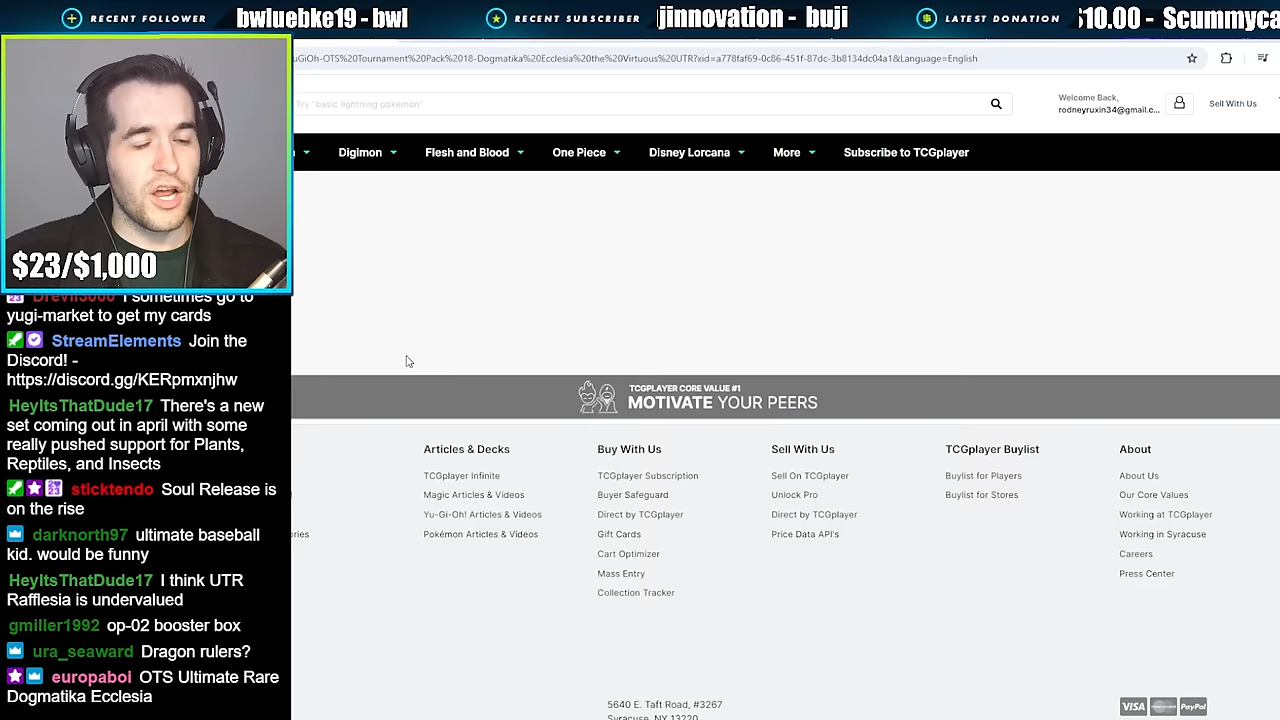 RECENT FOLLOWER bwluebke19 - bwl RECENT SUBSCRIBER jinnovation - buji LATEST DONATION $10.00 - Scummyca
uGiOh-OTS%20Tournament%20Pack%2018-Dogmatika%20Ecclesia%20the%20Virtuous%20UTR?xid=a778faf69-0c86-451f-87dc-3b8134dc04a1&Language=English
Try "basic lightning pokemon"
Welcome Back,
rodneyruxin34@gmail.c...
Sell With Us
Digimon Flesh and Blood One Piece Disney Lorcana More Subscribe to TCGplayer
$23/$1,000
Drevil3000 I sometimes go to
yugi-market to get my cards
StreamElements Join the
Discord! -
https://discord.gg/KERpmxnjhw
HeyItsThatDude17 There's a new
set coming out in april with some
really pushed support for Plants,
Reptiles, and Insects
23 sticktendo Soul Release is
on the rise
darknorth97 ultimate baseball
kid. would be funny
HeyItsThatDude17 I think UTR
Rafflesia is undervalued
gmiller1992 op-02 booster box
ura_seaward Dragon rulers?
europaboi OTS Ultimate Rare
Dogmatika Ecclesia
TCGPLAYER CORE VALUE #1
MOTIVATE YOUR PEERS
Articles & Decks
TCGplayer Infinite
Magic Articles & Videos
Yu-Gi-Oh! Articles & Videos
ries
Pokémon Articles & Videos
Buy With Us
TCGplayer Subscription
Buyer Safeguard
Direct by TCGplayer
Gift Cards
Cart Optimizer
Mass Entry
Collection Tracker
Sell With Us
Sell On TCGplayer
Unlock Pro
Direct by TCGplayer
Price Data API's
TCGplayer Buylist
Buylist for Players
Buylist for Stores
About
About Us
Our Core Values
Working at TCGplayer
Working in Syracuse
Careers
Press Center
5640 E. Taft Road, #3267
Syracuse, NY 13220
VISA PayPal